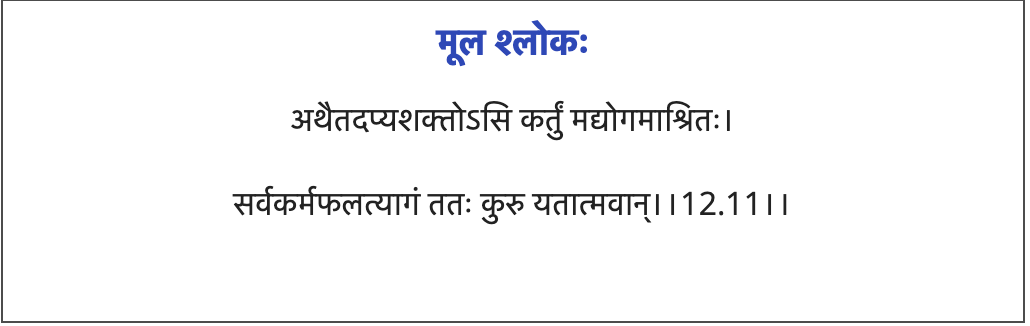 मूल श्लोकः
अथैतदप्यशक्तोऽसि कर्तुं मद्योगमाश्रितः।
सर्वकर्मफलत्यागं ततः कुरु यतात्मवान्।।12.11।।